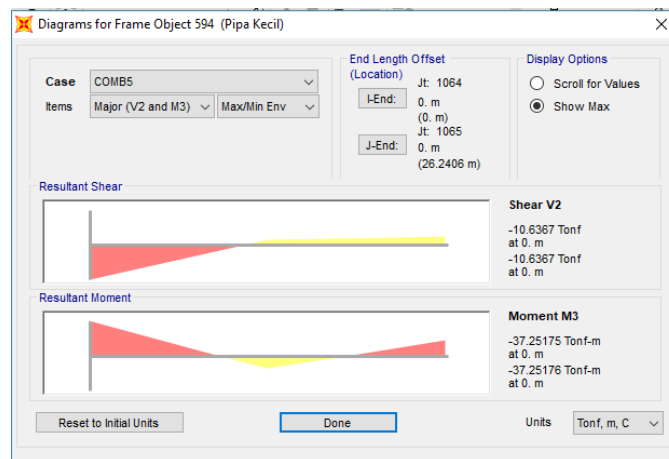 Diagrams for Frame Object 594 (Pipa Kecil)
Case COMB5
Items Major (V2 and M3) Max/Min Env
End Length Offset
(Location)
I-End:
Jt: 1064
0. m
(0. m)
J-End:
Jt: 1065
0. m
(26.2406 m)
Display Options
Scroll for Values
Show Max
Resultant Shear
Shear V2
-10.6367 Tonf
at 0. m
-10.6367 Tonf
at 0. m
Resultant Moment
Moment M3
-37.25175 Tonf-m
at 0. m
-37.25176 Tonf-m
at 0. m
Reset to Initial Units
Done
Units Tonf, m, C